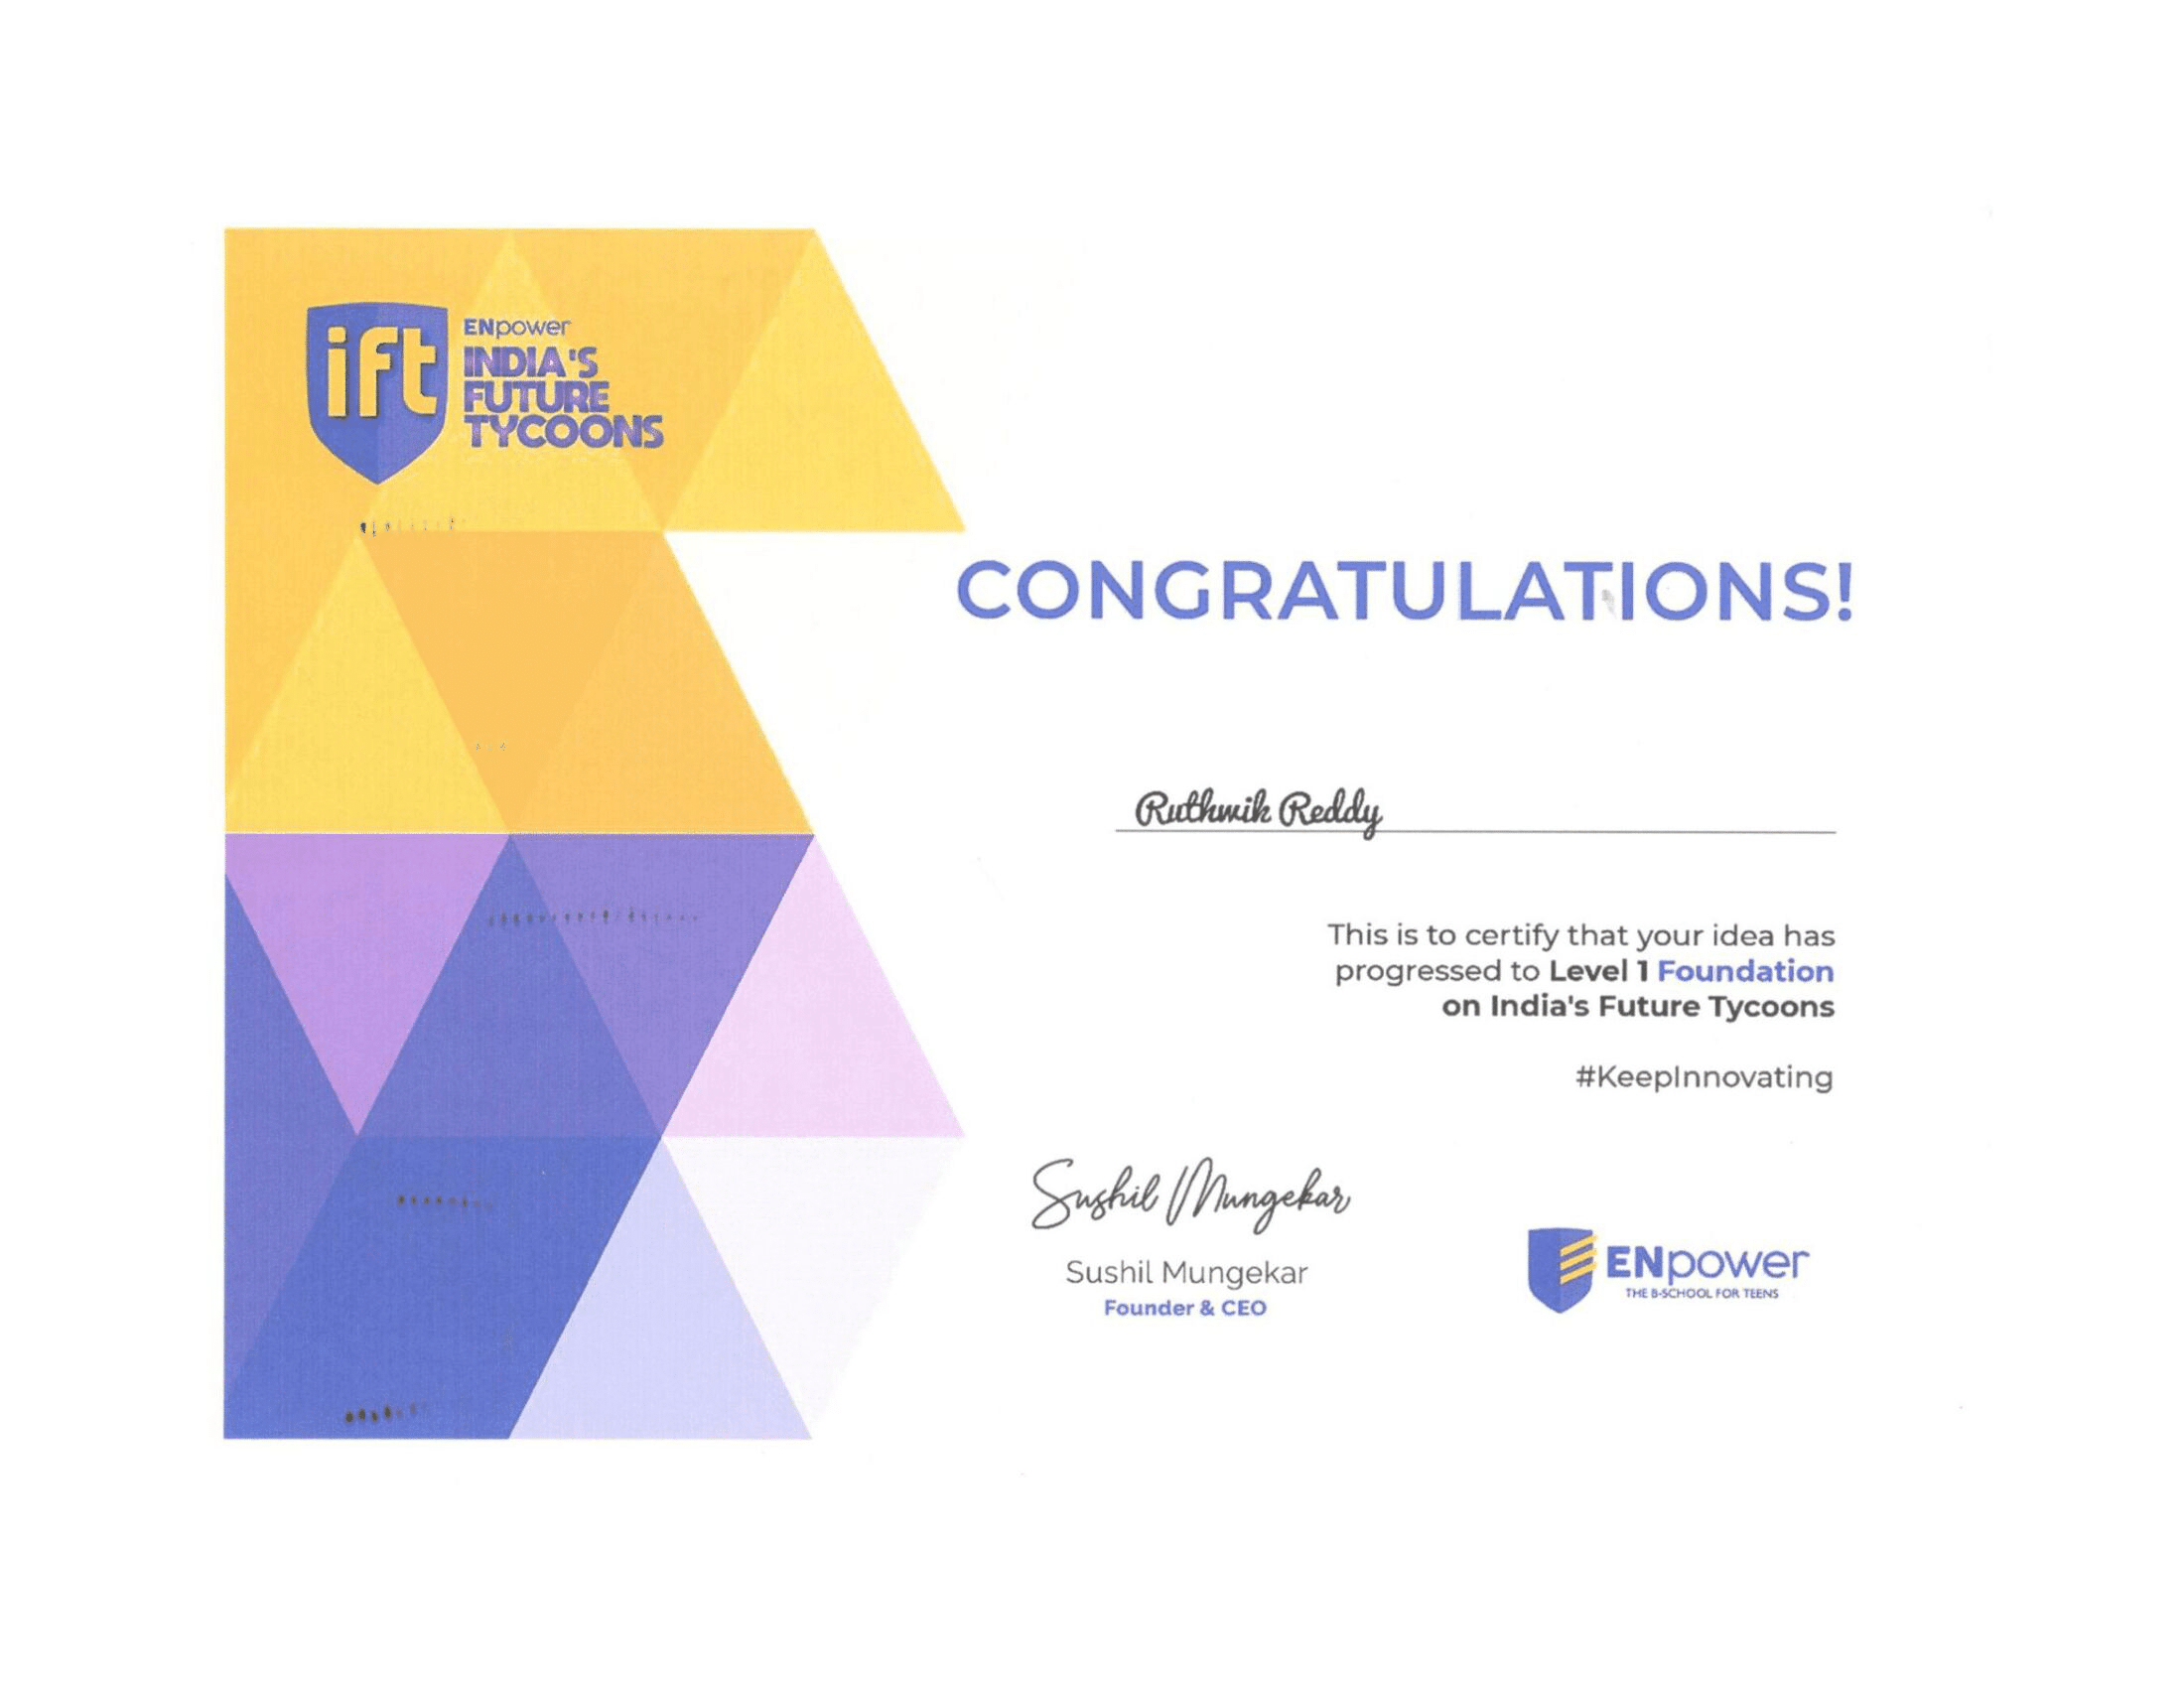 ift
ENpower
INDIA'S
FUTURE
TYCOONS
CONGRATULATIONS!
Ruthwik Reddy
This is to certify that your idea has
progressed to Level 1 Foundation
on India's Future Tycoons
#KeepInnovating
Sushil Mungekar
Sushil Mungekar
Founder & CEO
ENpower
THE B-SCHOOL FOR TEENS